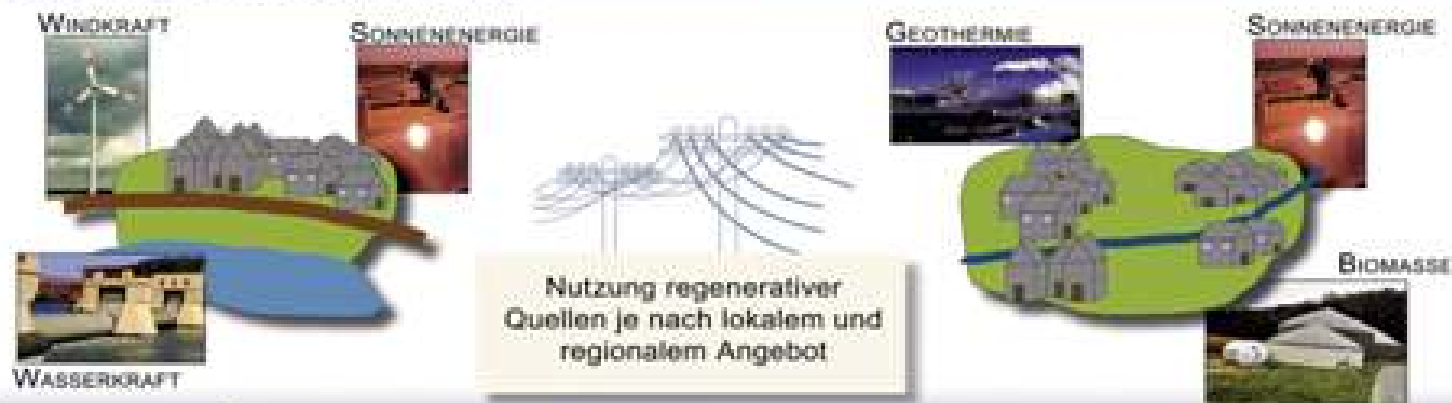 WINDKRAFT
SONNENENERGIE
GEOTHERMIE
SONNENENERGIE
Nutzung regenerativer
Quellen je nach lokalem und
regionalem Angebot
BIOMASSE
WASSERKRAFT